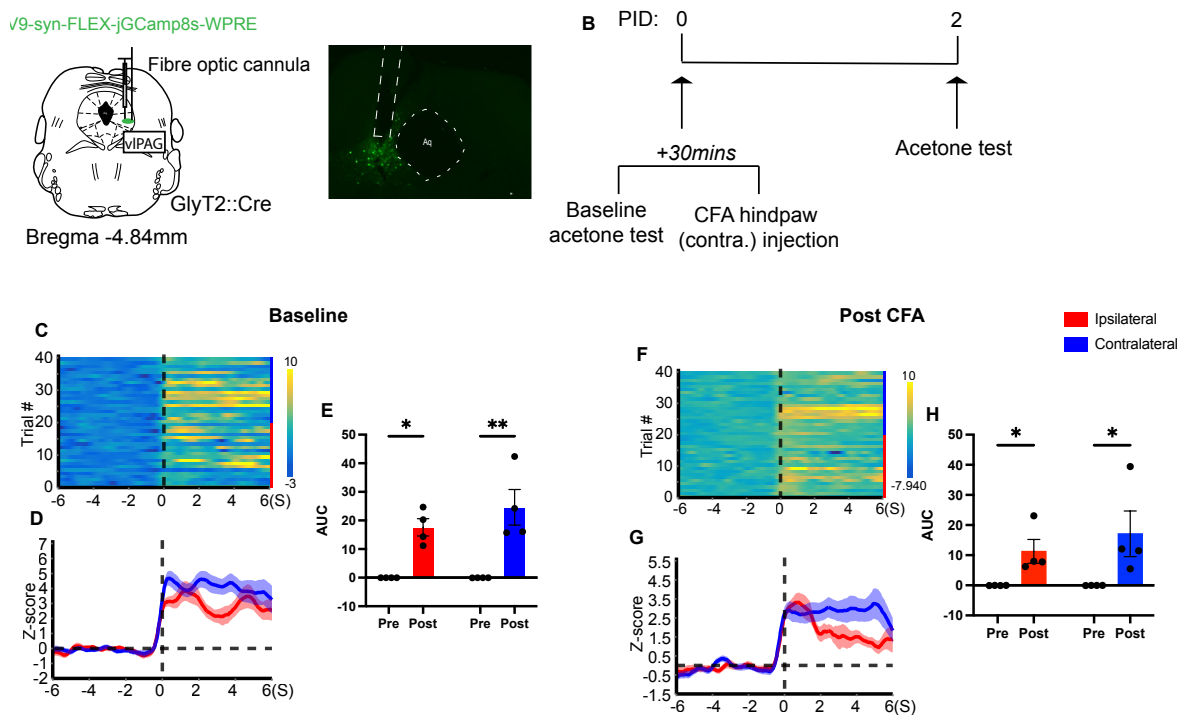 V9-syn-FLEX-jGCamp8s-WPRE
Fibre optic cannula
vlPAG
GlyT2::Cre
Bregma -4.84mm
Aq
B
PID: 0 2
+30mins
Acetone test
Baseline
acetone test
CFA hindpaw
(contra.) injection
Baseline
C
Trial #
40
30
20
10
0
-6 -4 -2 0 2 4 6(S)
10
-3
D
Z-score
7
6
5
4
3
2
1
0
-1
-2
-6 -4 -2 0 2 4 6(S)
E
* **
AUC
50
40
30
20
10
0
-10
Pre Post Pre Post
Post CFA
Ipsilateral
Contralateral
F
Trial #
40
30
20
10
0
-6 -4 -2 0 2 4 6(S)
10
-7.940
G
Z-score
5.5
4.5
3.5
2.5
1.5
0.5
-0.5
-1.5
-6 -4 -2 0 2 4 6(S)
H
* *
AUC
50
40
30
20
10
0
-10
Pre Post Pre Post